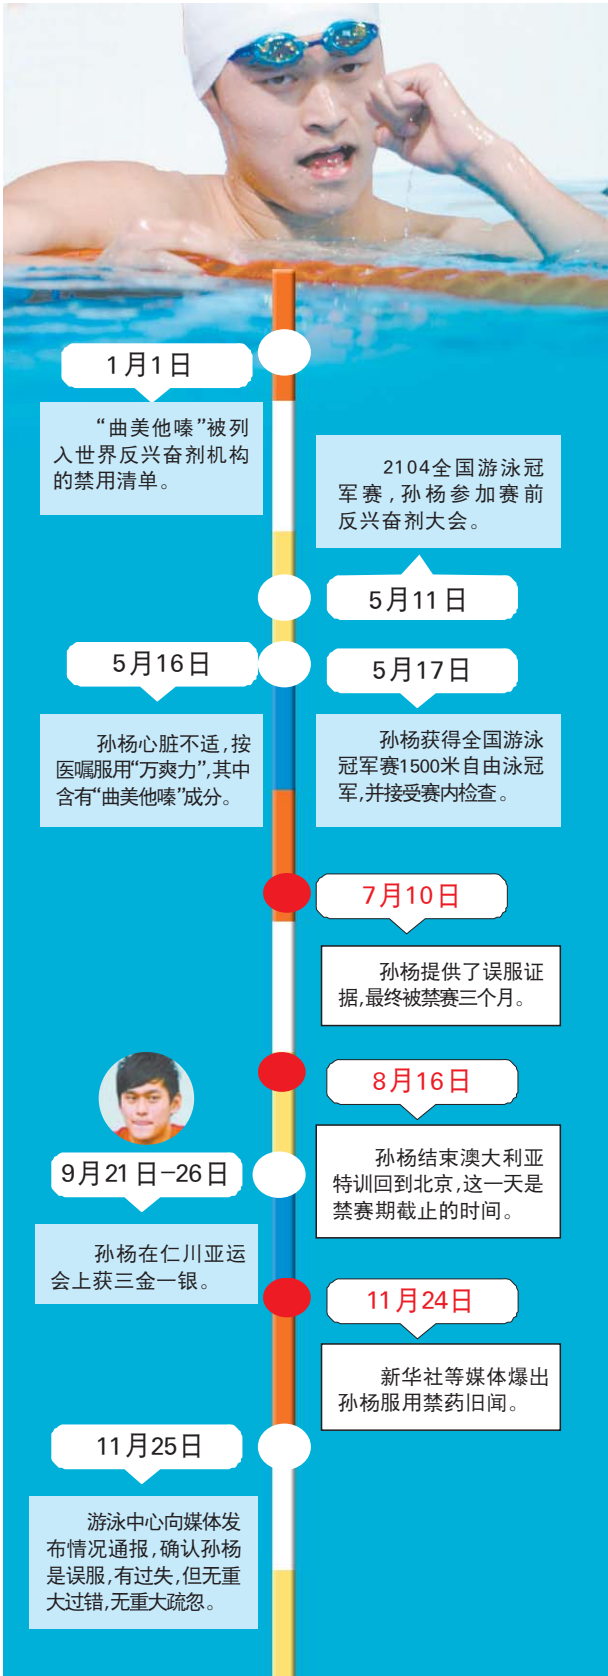 1月1日
“曲美他嗪”被列
入世界反兴奋剂机构
的禁用清单。
2104全国游泳冠
军赛，孙杨参加赛前
反兴奋剂大会。
5月11日
5月16日
孙杨心脏不适，按
医嘱服用“万爽力”，其中
含有“曲美他嗪”成分。
5月17日
孙杨获得全国游泳
冠军赛1500米自由泳冠
军，并接受赛内检查。
7月10日
孙杨提供了误服证
据，最终被禁赛三个月。
8月16日
孙杨结束澳大利亚
特训回到北京，这一天是
禁赛期截止的时间。
9月21日-26日
孙杨在仁川亚运
会上获三金一银。
11月24日
新华社等媒体爆出
孙杨服用禁药旧闻。
11月25日
游泳中心向媒体发
布情况通报，确认孙杨
是误服，有过失，但无重
大过错，无重大疏忽。